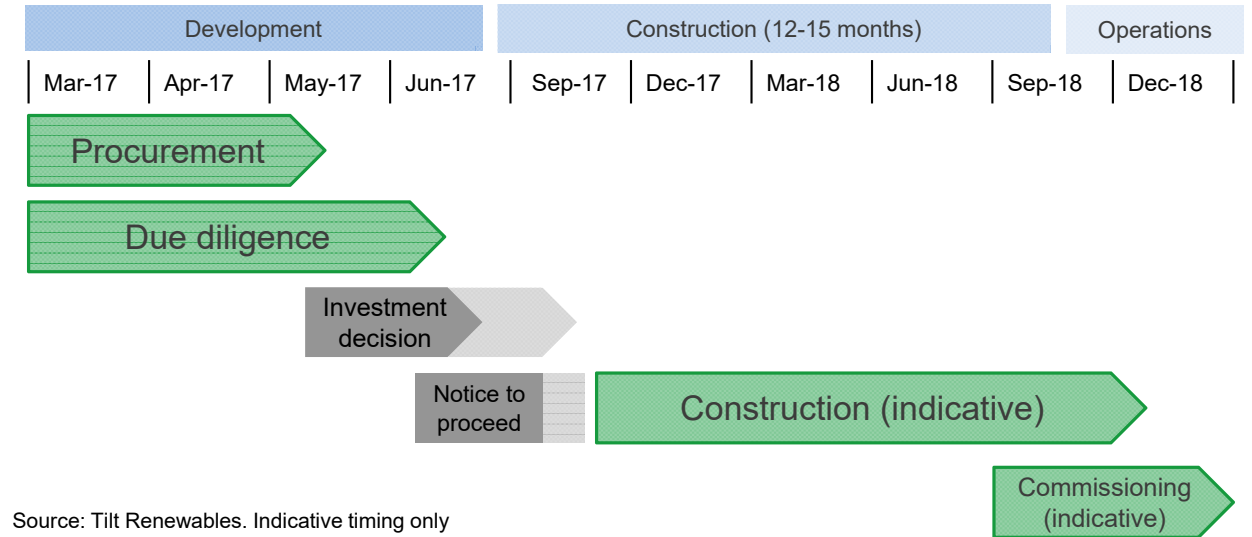 Development
Construction (12-15 months)
Operations
Mar-17
Apr-17
May-17
Jun-17
Sep-17
Dec-17
Mar-18
Jun-18
Sep-18
Dec-18
Procurement
Due diligence
Investment
decision
Notice to
proceed
Construction (indicative)
Commissioning
(indicative)
Source: Tilt Renewables. Indicative timing only